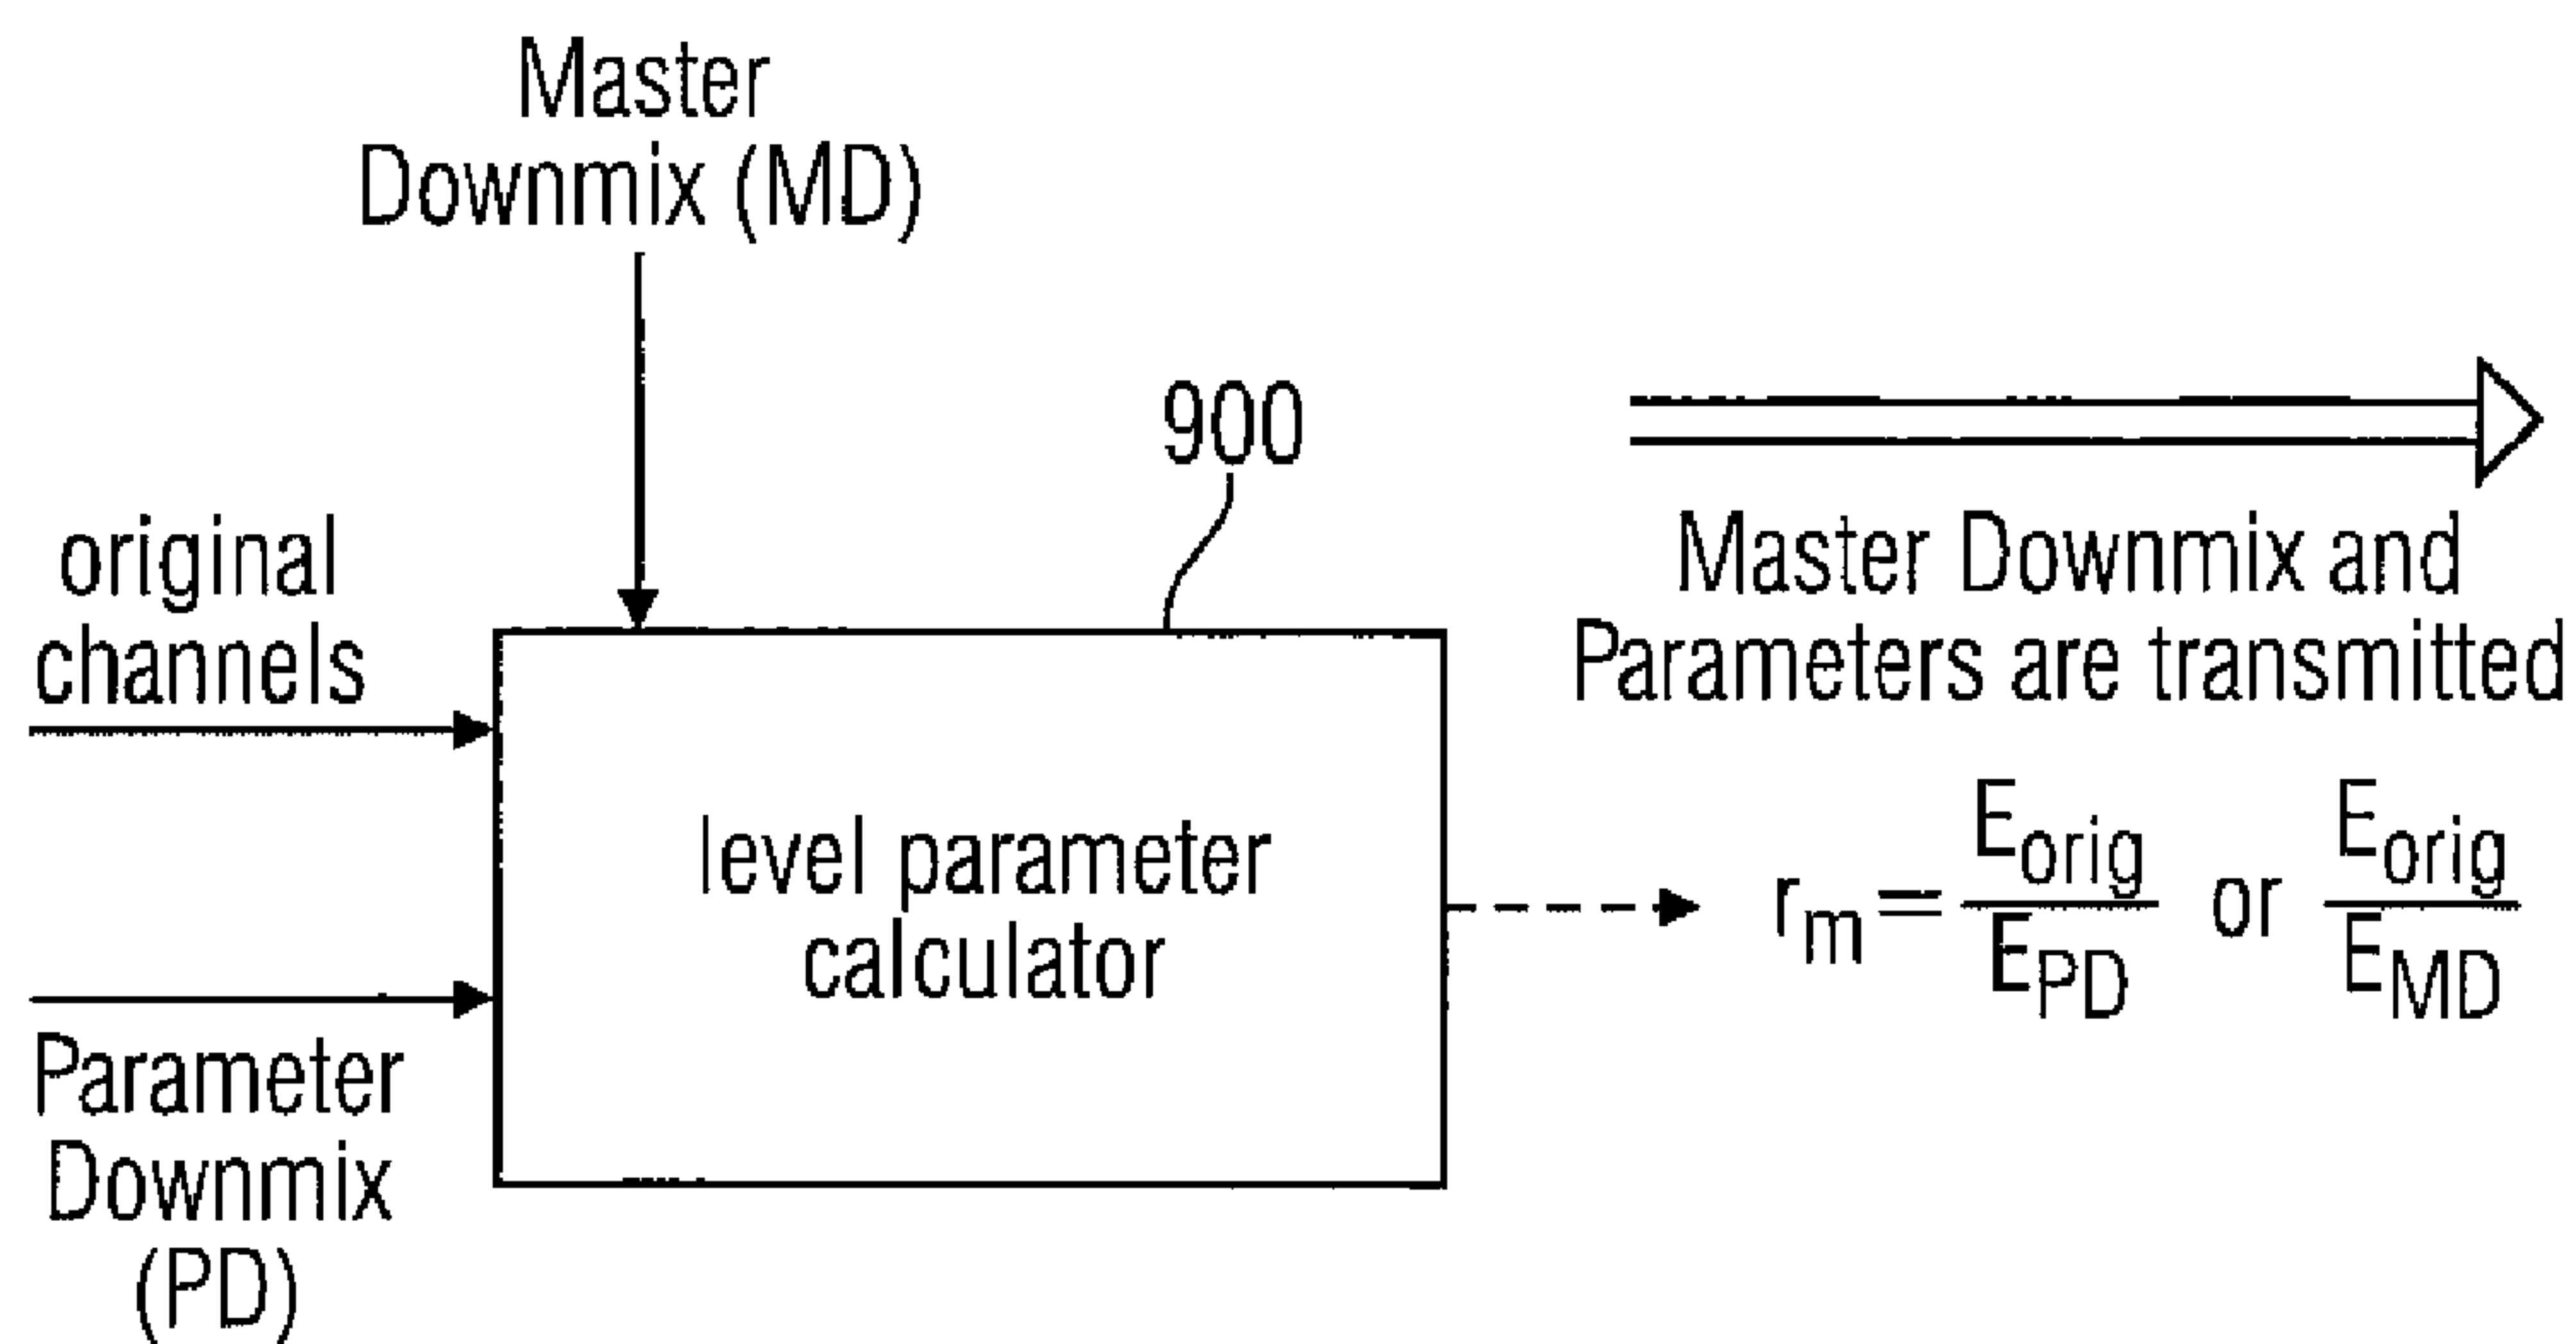 Master
Downmix (MD)
900
original
channels
Master Downmix and
Parameters are transmitted
level parameter
calculator
r_m = E_orig / E_PD or E_orig / E_MD
Parameter
Downmix
(PD)